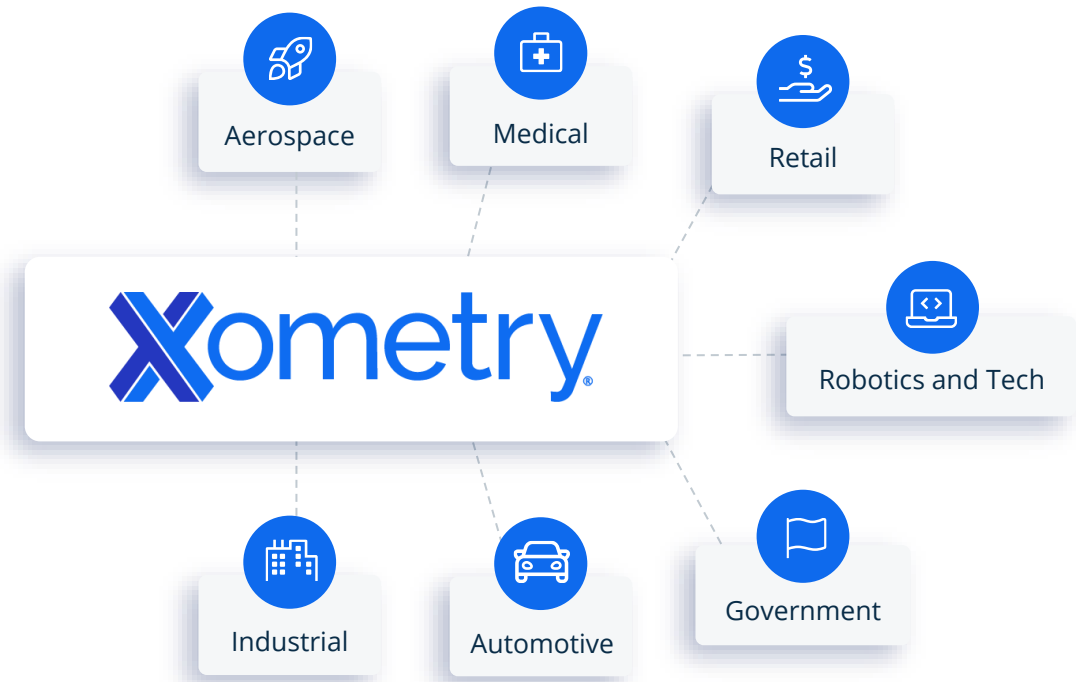 Aerospace
Medical
Retail
Xometry®
Robotics and Tech
Industrial
Automotive
Government